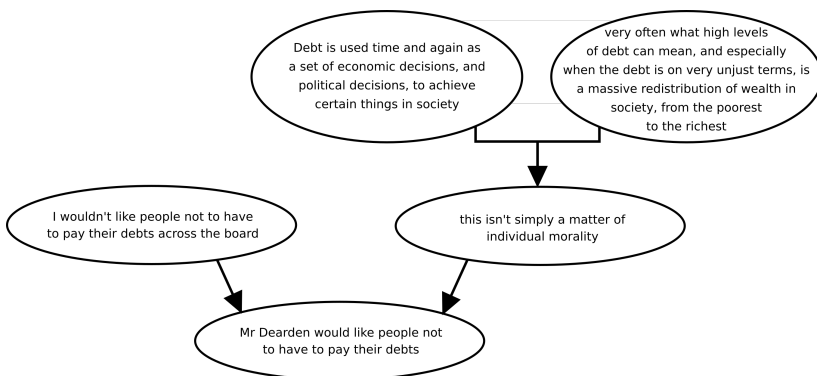 Debt is used time and again as
a set of economic decisions, and
political decisions, to achieve
certain things in society
very often what high levels
of debt can mean, and especially
when the debt is on very unjust terms, is
a massive redistribution of wealth in
society, from the poorest
to the richest
I wouldn't like people not to have
to pay their debts across the board
this isn't simply a matter of
individual morality
Mr Dearden would like people not
to have to pay their debts